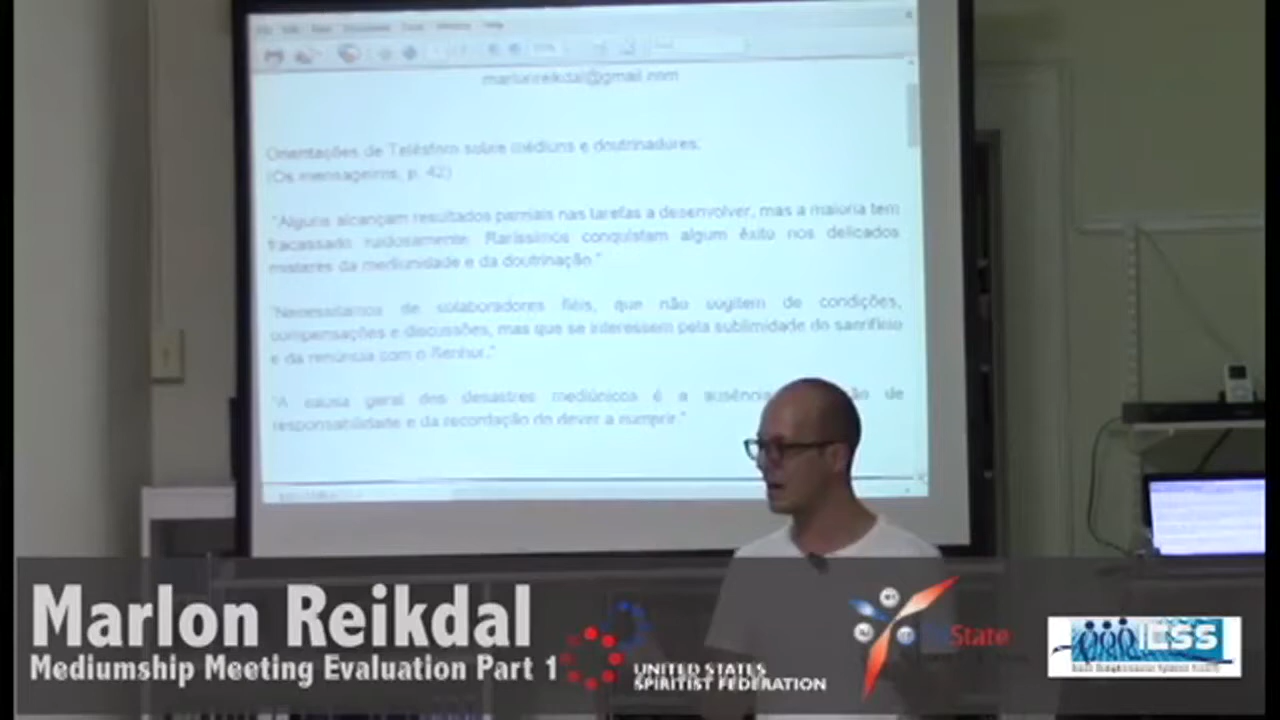 marlonreikdal@gmail.com
Orientações de Telésforo sobre médiuns e doutrinadores:
(Os mensageiros, p. 42)
"Alguns alcançam resultados parciais nas tarefas a desenvolver, mas a maioria tem
fracassado ruidosamente. Raríssimos conquistam algum êxito nos delicados
misteres da mediunidade e da doutrinação."
"Necessitamos de colaboradores fiéis, que não cogitem de condições,
compensações e discussões, mas que se interessem pela sublimidade do sacrifício
e da renúncia com o Senhor."
"A causa geral dos desastres mediúnicos é a ausência de
responsabilidade e da recordação do dever a cumprir."
Marlon Reikdal
Mediumship Meeting Evaluation Part 1
UNITED STATES
SPIRITIST FEDERATION
TriState
ICSS